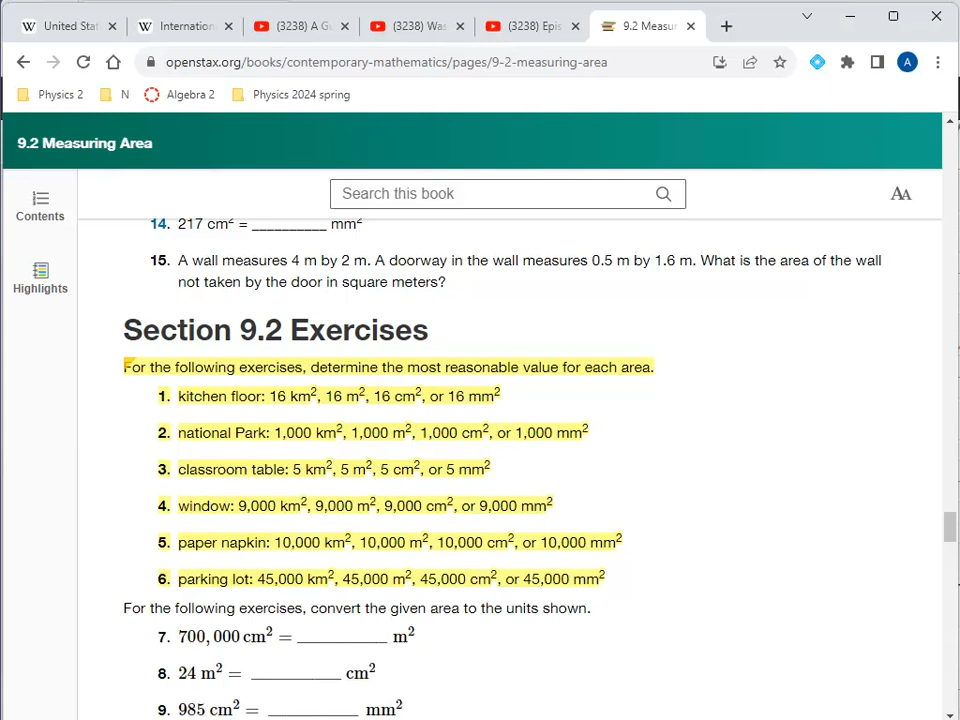 United Stat
Internation
(3238) A Gu
(3238) Was
(3238) Epis
9.2 Measur
openstax.org/books/contemporary-mathematics/pages/9-2-measuring-area
A
Physics 2
N
Algebra 2
Physics 2024 spring
9.2 Measuring Area
Contents
Search this book
AA
Highlights
14. 217 cm² = __________ mm²
15. A wall measures 4 m by 2 m. A doorway in the wall measures 0.5 m by 1.6 m. What is the area of the wall
not taken by the door in square meters?
Section 9.2 Exercises
For the following exercises, determine the most reasonable value for each area.
1. kitchen floor: 16 km², 16 m², 16 cm², or 16 mm²
2. national Park: 1,000 km², 1,000 m², 1,000 cm², or 1,000 mm²
3. classroom table: 5 km², 5 m², 5 cm², or 5 mm²
4. window: 9,000 km², 9,000 m², 9,000 cm², or 9,000 mm²
5. paper napkin: 10,000 km², 10,000 m², 10,000 cm², or 10,000 mm²
6. parking lot: 45,000 km², 45,000 m², 45,000 cm², or 45,000 mm²
For the following exercises, convert the given area to the units shown.
7. 700,000 cm² = __________ m²
8. 24 m² = __________ cm²
9. 985 cm² = __________ mm²